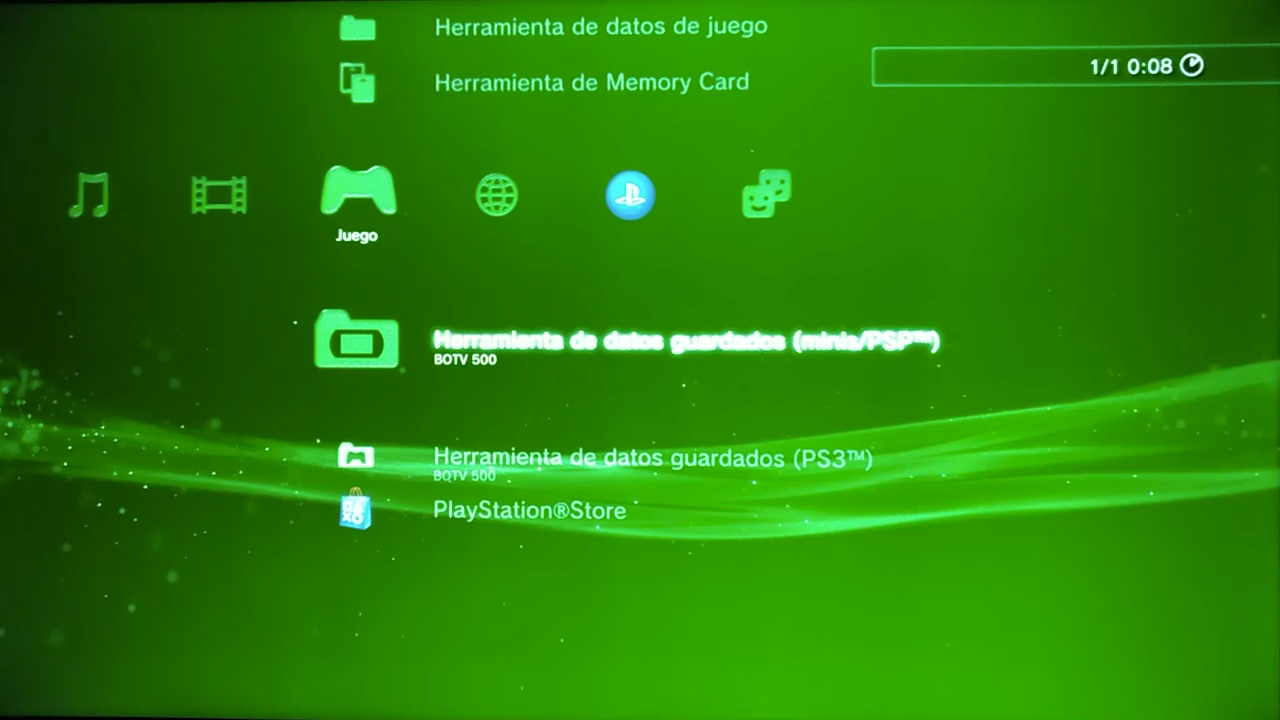 Herramienta de datos de juego
Herramienta de Memory Card
1/1 0:08
Juego
Herramienta de datos guardados (minis/PSP™)
BOTV 500
Herramienta de datos guardados (PS3™)
BOTV 500
PlayStation®Store